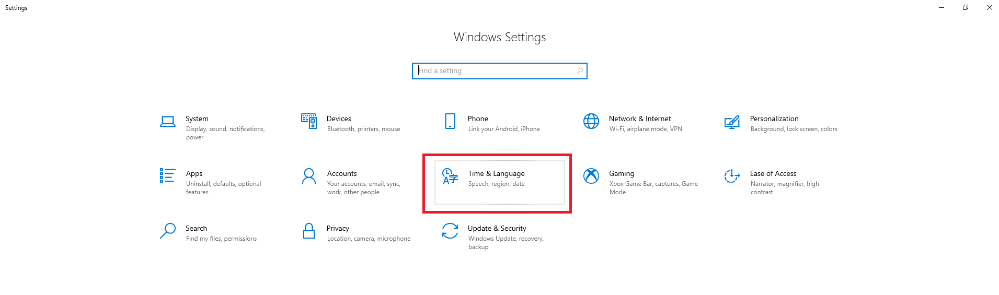 Settings
Windows Settings
Find a setting
System
Display, sound, notifications,
power
Devices
Bluetooth, printers, mouse
Phone
Link your Android, iPhone
Network & Internet
Wi-Fi, airplane mode, VPN
Personalization
Background, lock screen, colors
Apps
Uninstall, defaults, optional
features
Accounts
Your accounts, email, sync,
work, other people
Time & Language
Speech, region, date
Gaming
Xbox Game Bar, captures, Game
Mode
Ease of Access
Narrator, magnifier, high
contrast
Search
Find my files, permissions
Privacy
Location, camera, microphone
Update & Security
Windows Update, recovery,
backup